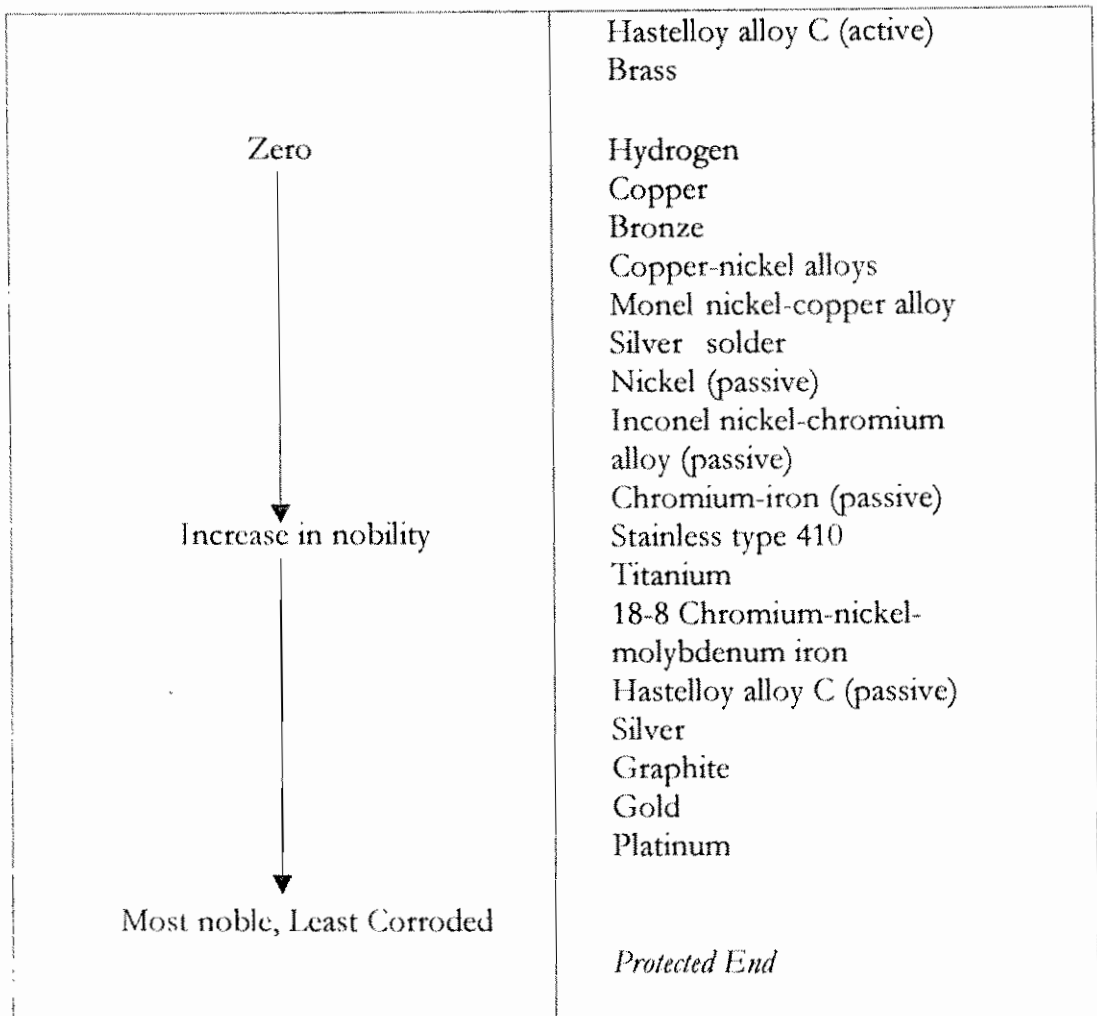 Hastelloy alloy C (active)
Brass
Zero
Hydrogen
Copper
Bronze
Copper-nickel alloys
Monel nickel-copper alloy
Silver solder
Nickel (passive)
Inconel nickel-chromium
alloy (passive)
Chromium-iron (passive)
Increase in nobility
Stainless type 410
Titanium
18-8 Chromium-nickel-
molybdenum iron
Hastelloy alloy C (passive)
Silver
Graphite
Gold
Platinum
Most noble, Least Corroded
Protected End